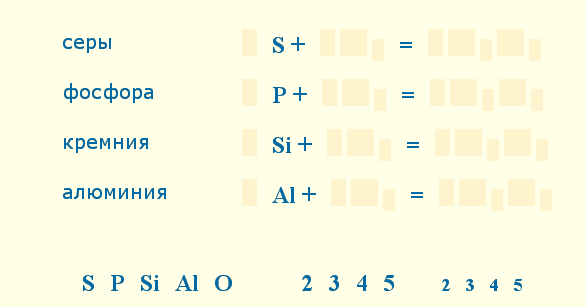 серы S + =
фосфора P + =
кремния Si + =
алюминия Al + =
S P Si Al O 2 3 4 5 2 3 4 5